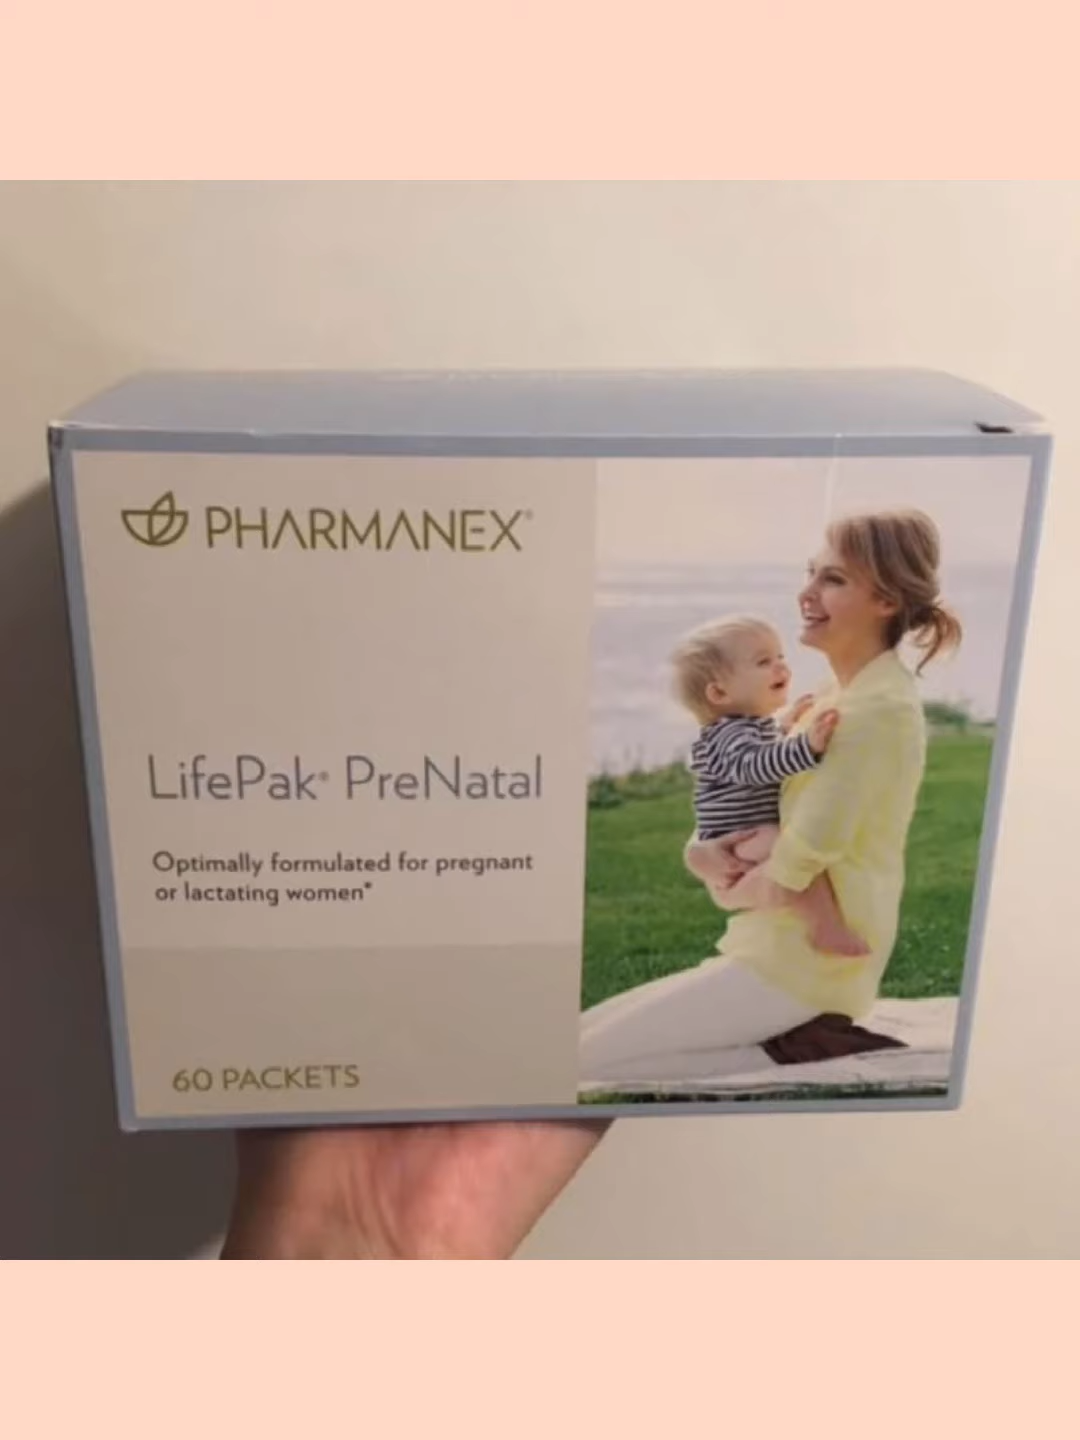 PHARMANEX®
LifePak® PreNatal
Optimally formulated for pregnant
or lactating women*
60 PACKETS